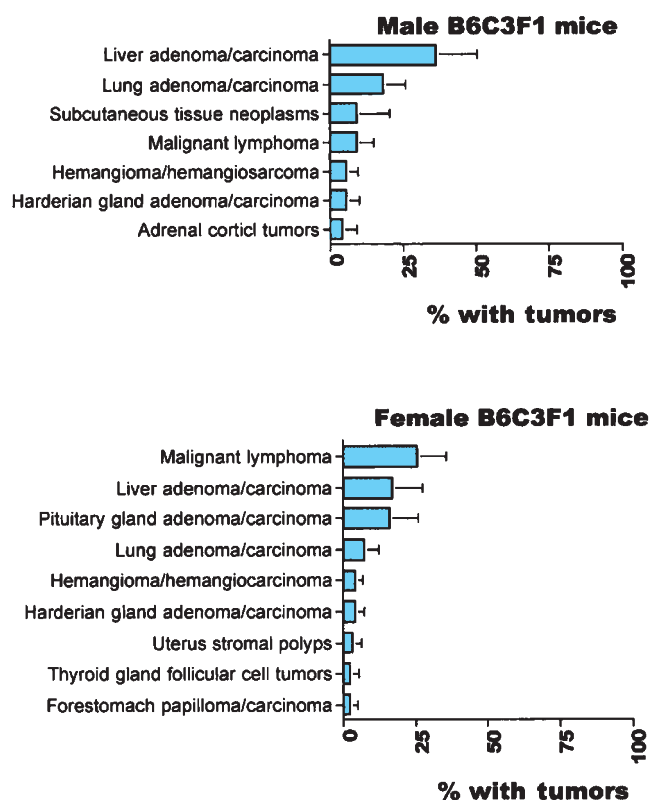 Male B6C3F1 mice
Liver adenoma/carcinoma
Lung adenoma/carcinoma
Subcutaneous tissue neoplasms
Malignant lymphoma
Hemangioma/hemangiosarcoma
Harderian gland adenoma/carcinoma
Adrenal corticl tumors
0 25 50 75 100
% with tumors
Female B6C3F1 mice
Malignant lymphoma
Liver adenoma/carcinoma
Pituitary gland adenoma/carcinoma
Lung adenoma/carcinoma
Hemangioma/hemangiocarcinoma
Harderian gland adenoma/carcinoma
Uterus stromal polyps
Thyroid gland follicular cell tumors
Forestomach papilloma/carcinoma
0 25 50 75 100
% with tumors